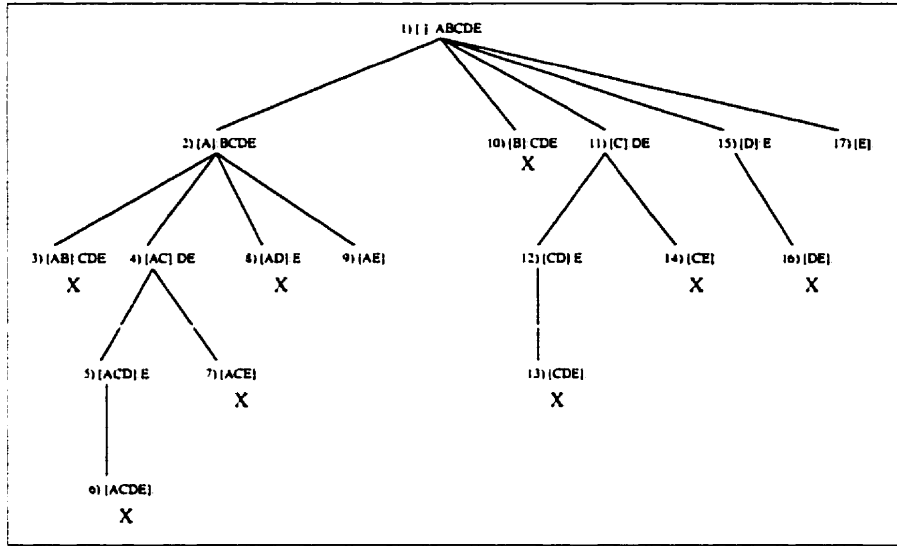 1) [ ] ABCDE
2) [A] BCDE
10) [B] CDE
11) [C] DE
15) [D] E
17) [E]
X
3) [AB] CDE
4) [AC] DE
8) [AD] E
9) [AE]
12) [CD] E
14) [CE]
16) [DE]
X
X
X
X
5) [ACD] E
7) [ACE]
13) [CDE]
X
X
6) [ACDE]
X